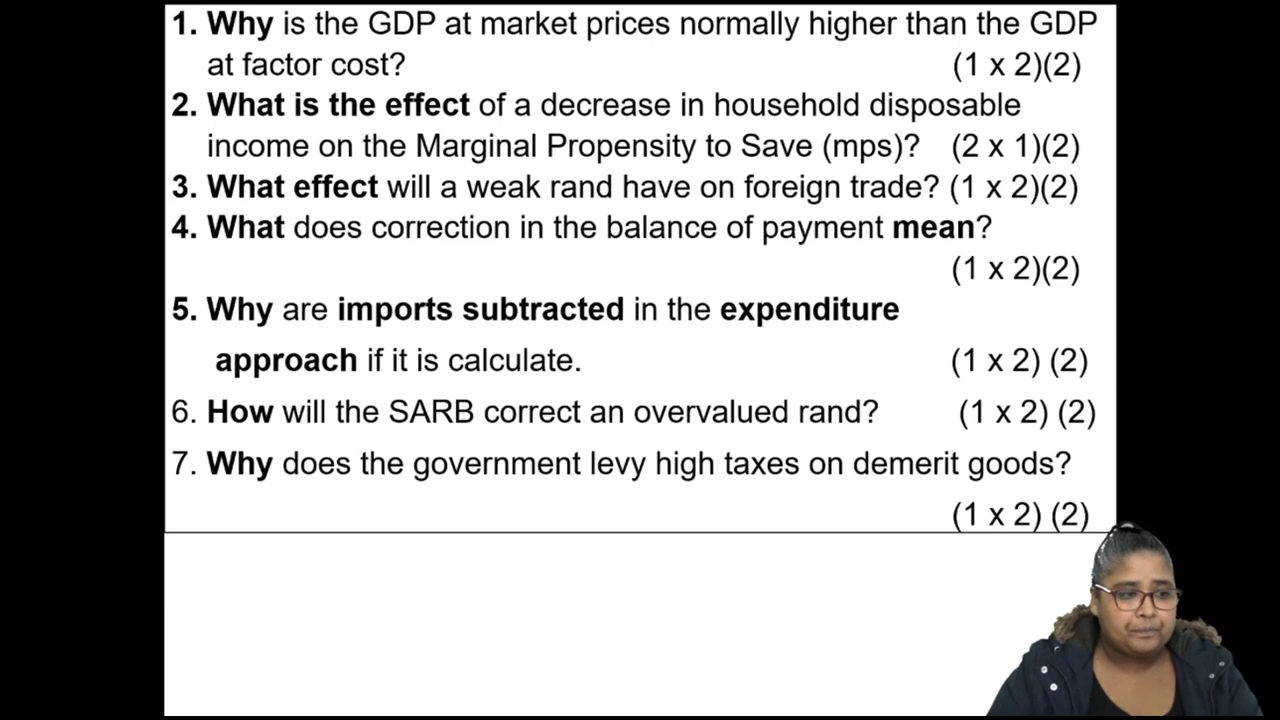 1. Why is the GDP at market prices normally higher than the GDP
at factor cost? (1 x 2)(2)
2. What is the effect of a decrease in household disposable
income on the Marginal Propensity to Save (mps)? (2 x 1)(2)
3. What effect will a weak rand have on foreign trade? (1 x 2)(2)
4. What does correction in the balance of payment mean?
(1 x 2)(2)
5. Why are imports subtracted in the expenditure
approach if it is calculate. (1 x 2) (2)
6. How will the SARB correct an overvalued rand? (1 x 2) (2)
7. Why does the government levy high taxes on demerit goods?
(1 x 2) (2)